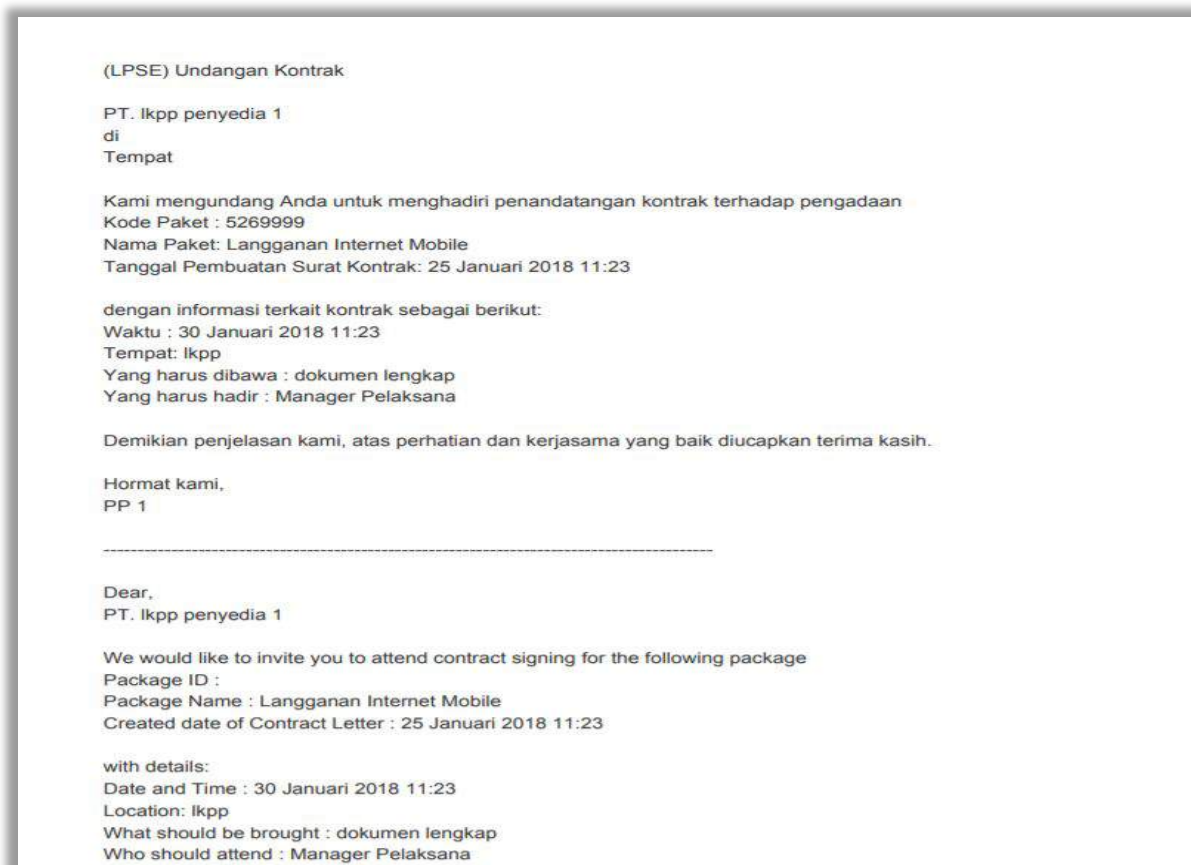 (LPSE) Undangan Kontrak
PT. lkpp penyedia 1
di
Tempat
Kami mengundang Anda untuk menghadiri penandatangan kontrak terhadap pengadaan
Kode Paket : 5269999
Nama Paket: Langganan Internet Mobile
Tanggal Pembuatan Surat Kontrak: 25 Januari 2018 11:23
dengan informasi terkait kontrak sebagai berikut:
Waktu : 30 Januari 2018 11:23
Tempat: lkpp
Yang harus dibawa : dokumen lengkap
Yang harus hadir : Manager Pelaksana
Demikian penjelasan kami, atas perhatian dan kerjasama yang baik diucapkan terima kasih.
Hormat kami,
PP 1
------------------------------------------------------------------------------------------
Dear,
PT. lkpp penyedia 1
We would like to invite you to attend contract signing for the following package
Package ID :
Package Name : Langganan Internet Mobile
Created date of Contract Letter : 25 Januari 2018 11:23
with details:
Date and Time : 30 Januari 2018 11:23
Location: lkpp
What should be brought : dokumen lengkap
Who should attend : Manager Pelaksana